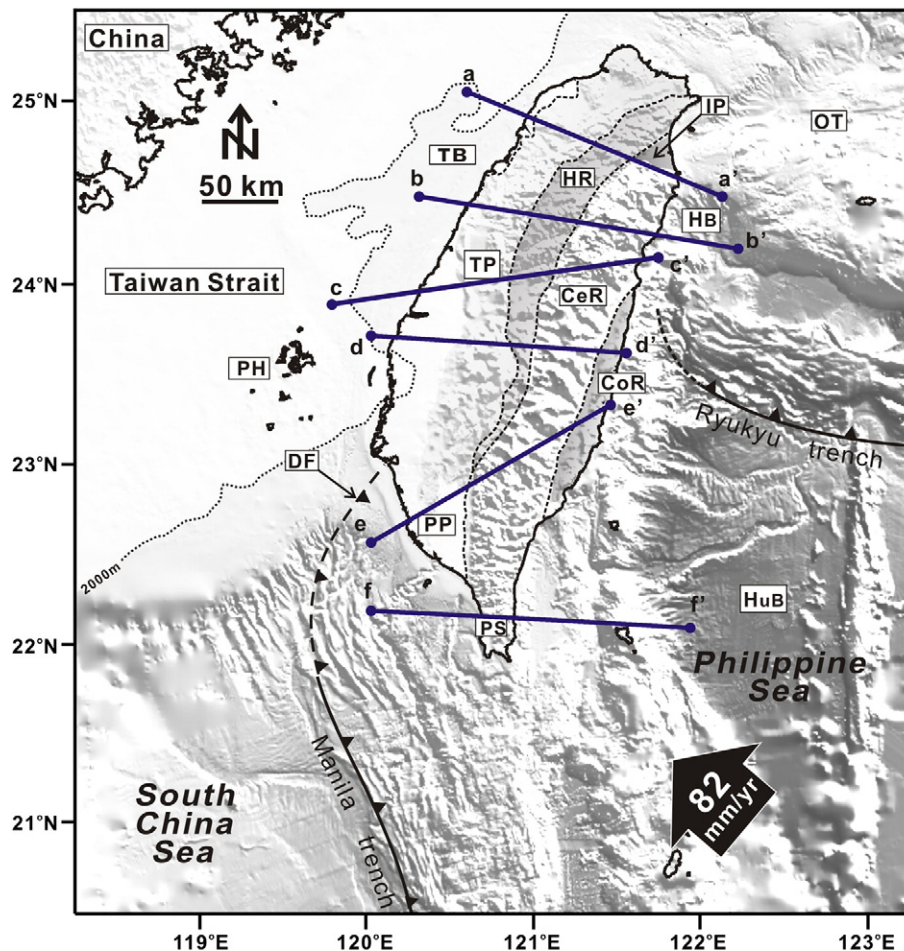 China
a
25°N
IP
OT
N
TB
50 km
HR
b
a'
HB
b'
24°N
TP
c'
Taiwan Strait
c
CeR
d
d'
PH
CoR
e'
Ryukyu
trench
23°N
DF
e
PP
2000m
f
f'
HuB
22°N
PS
Philippine
Sea
Manila
trench
82
mm/yr
21°N
South
China
Sea
119°E
120°E
121°E
122°E
123°E